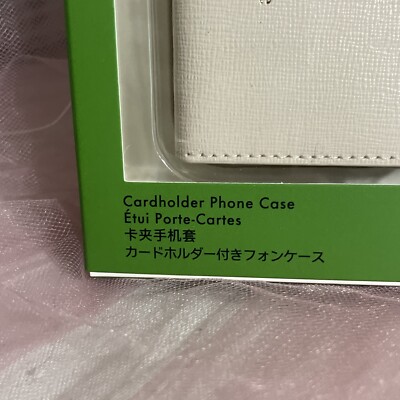 Cardholder Phone Case
Étui Porte-Cartes
卡夹手机套
カードホルダー付きフォンケース